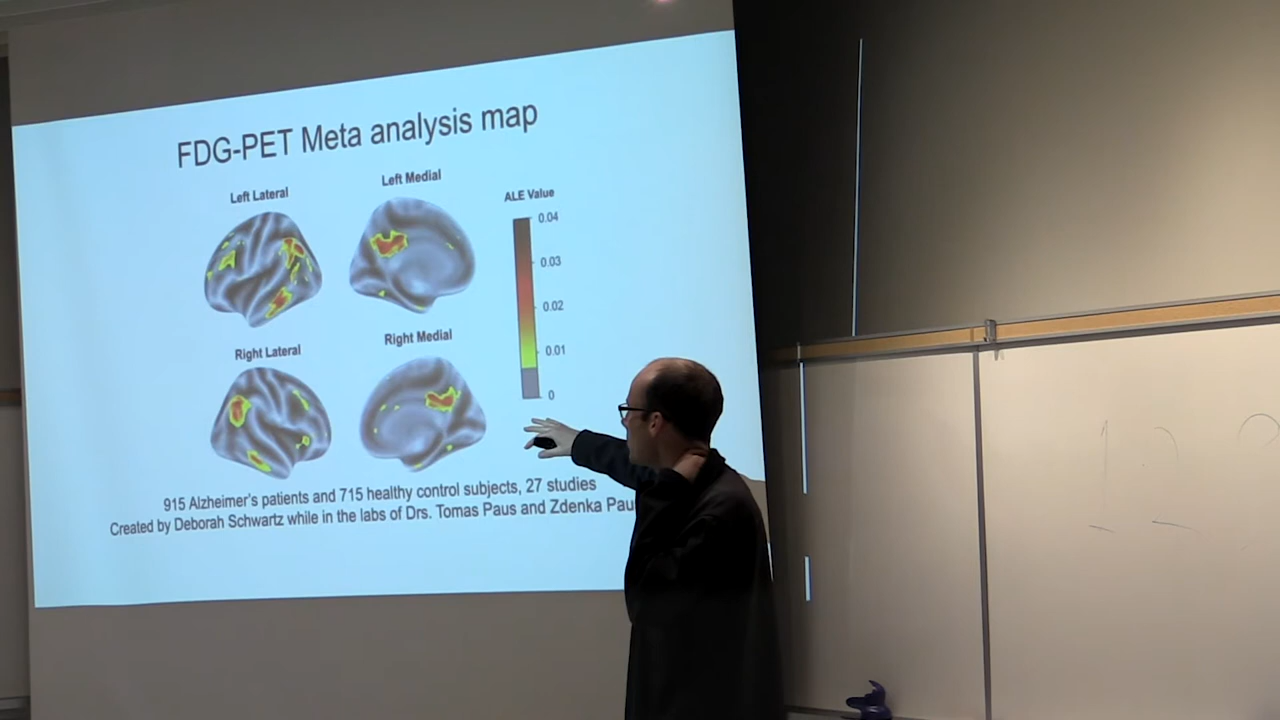 FDG-PET Meta analysis map
Left Lateral
Left Medial
ALE Value
0.04
0.03
0.02
0.01
0
Right Lateral
Right Medial
915 Alzheimer's patients and 715 healthy control subjects, 27 studies
Created by Deborah Schwartz while in the labs of Drs. Tomas Paus and Zdenka Pau